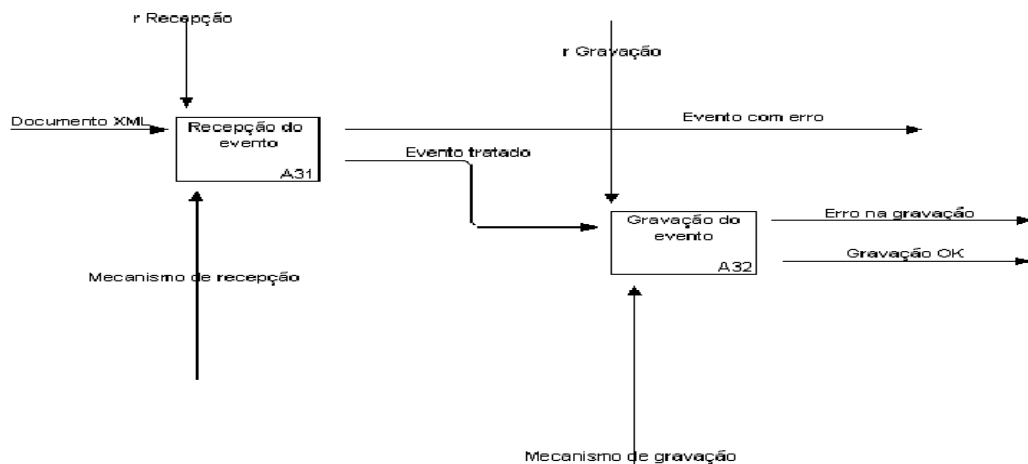 r Recepção
r Gravação
Documento XML
Recepção do
evento
A31
Evento com erro
Evento tratado
Gravação do
evento
A32
Erro na gravação
Gravação OK
Mecanismo de recepção
Mecanismo de gravação